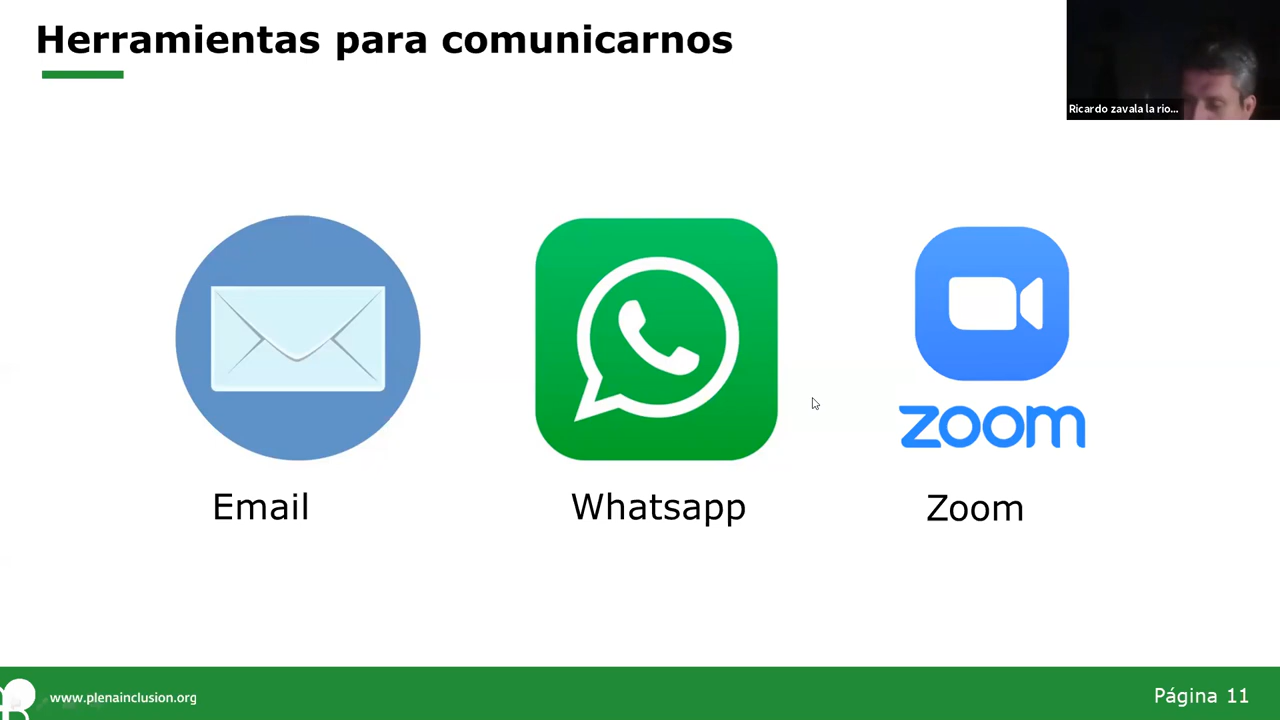 Herramientas para comunicarnos
Ricardo zavala la rio...
zoom
Email
Whatsapp
Zoom
www.plenainclusion.org
Página 11